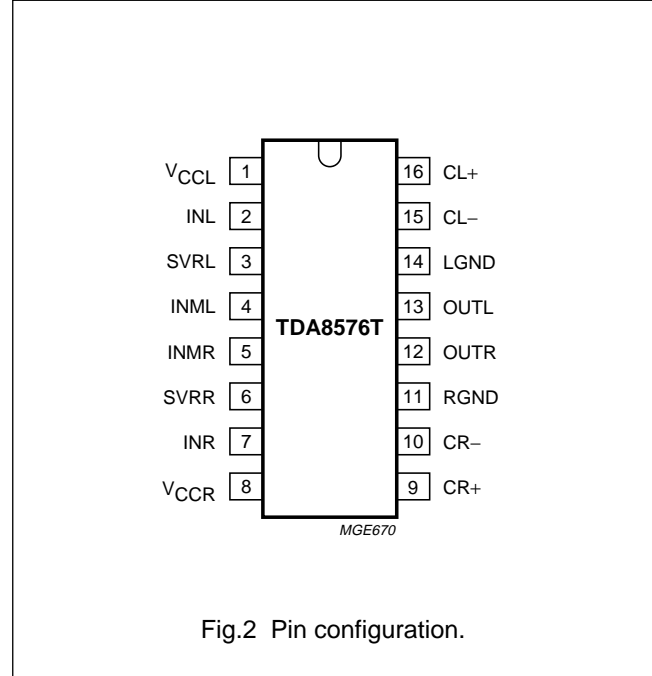 VCCL 1 16 CL+
INL 2 15 CL−
SVRL 3 14 LGND
INML 4 13 OUTL
TDA8576T
INMR 5 12 OUTR
SVRR 6 11 RGND
INR 7 10 CR−
VCCR 8 9 CR+
MGE670
Fig.2 Pin configuration.